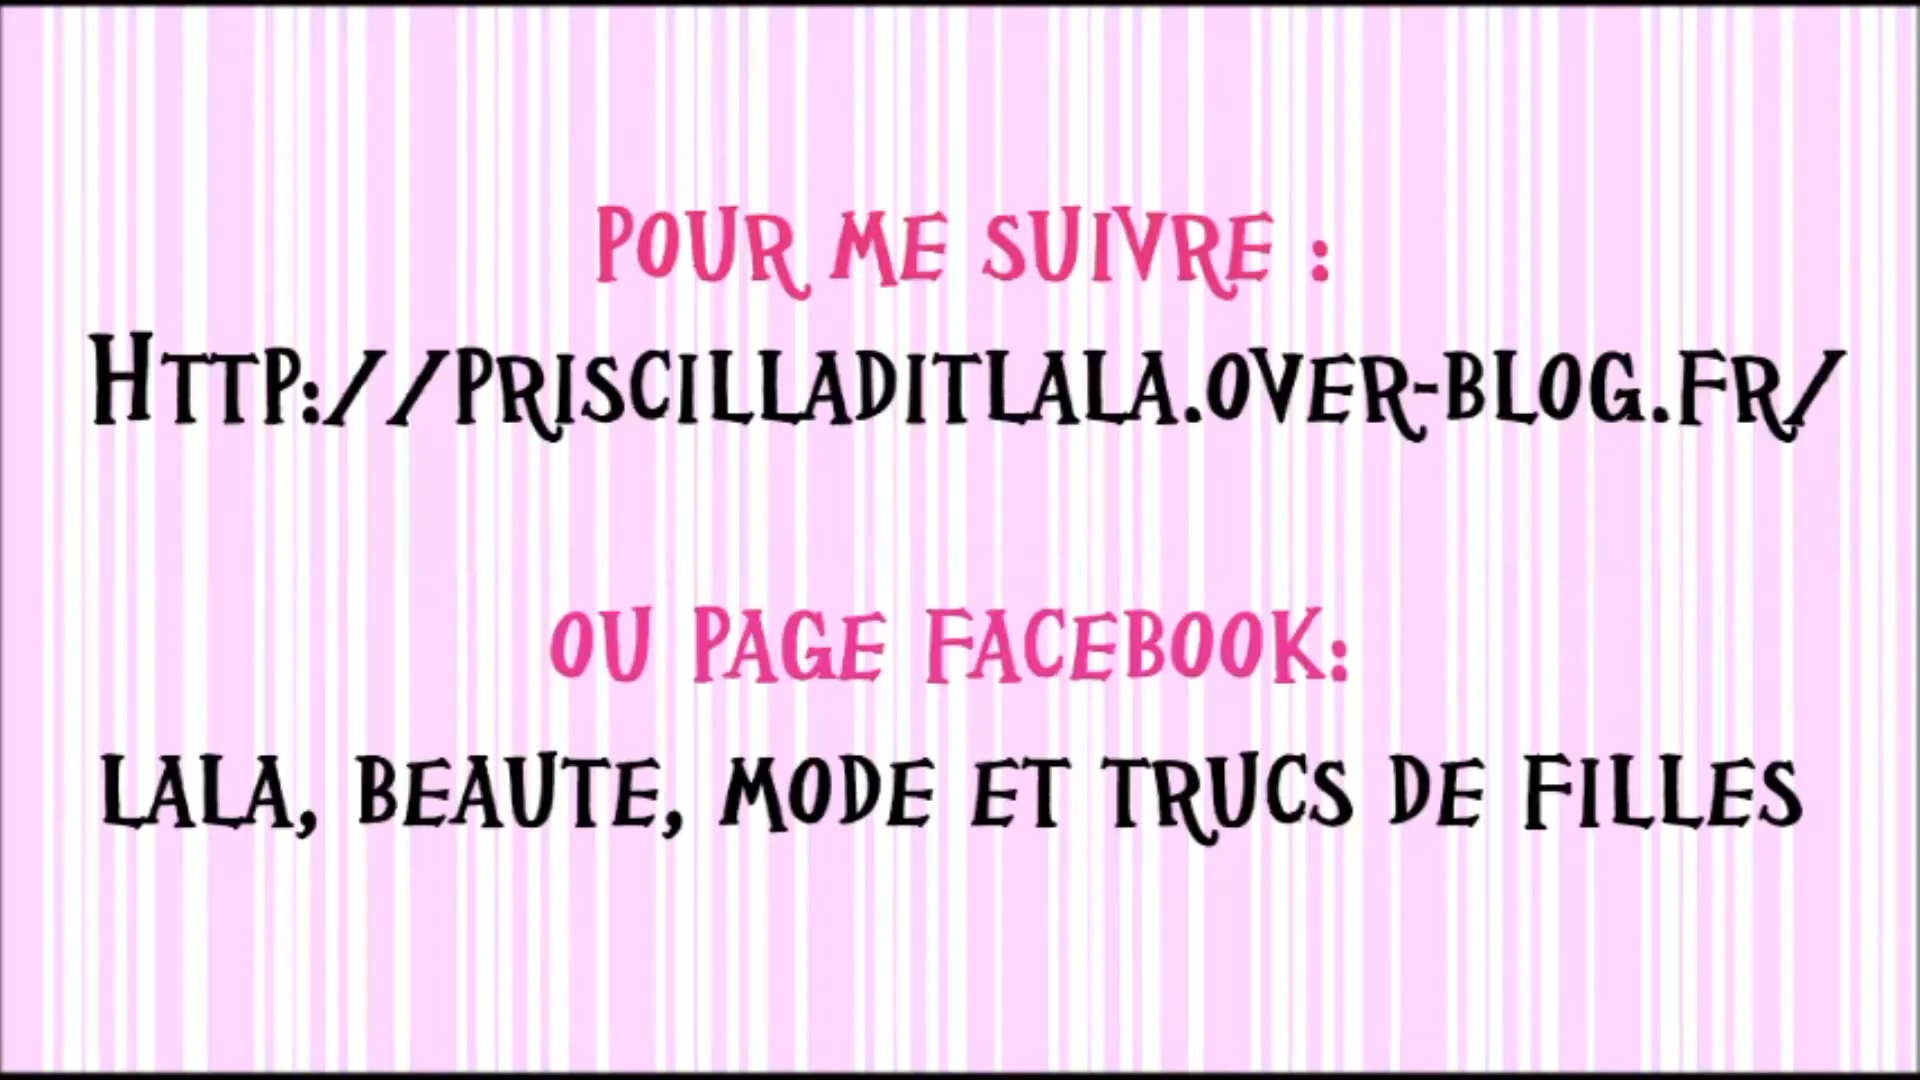 POUR ME SUIVRE :
HTTP://PRISCILLADITLALA.OVER-BLOG.FR/
OU PAGE FACEBOOK:
LALA, BEAUTE, MODE ET TRUCS DE FILLES